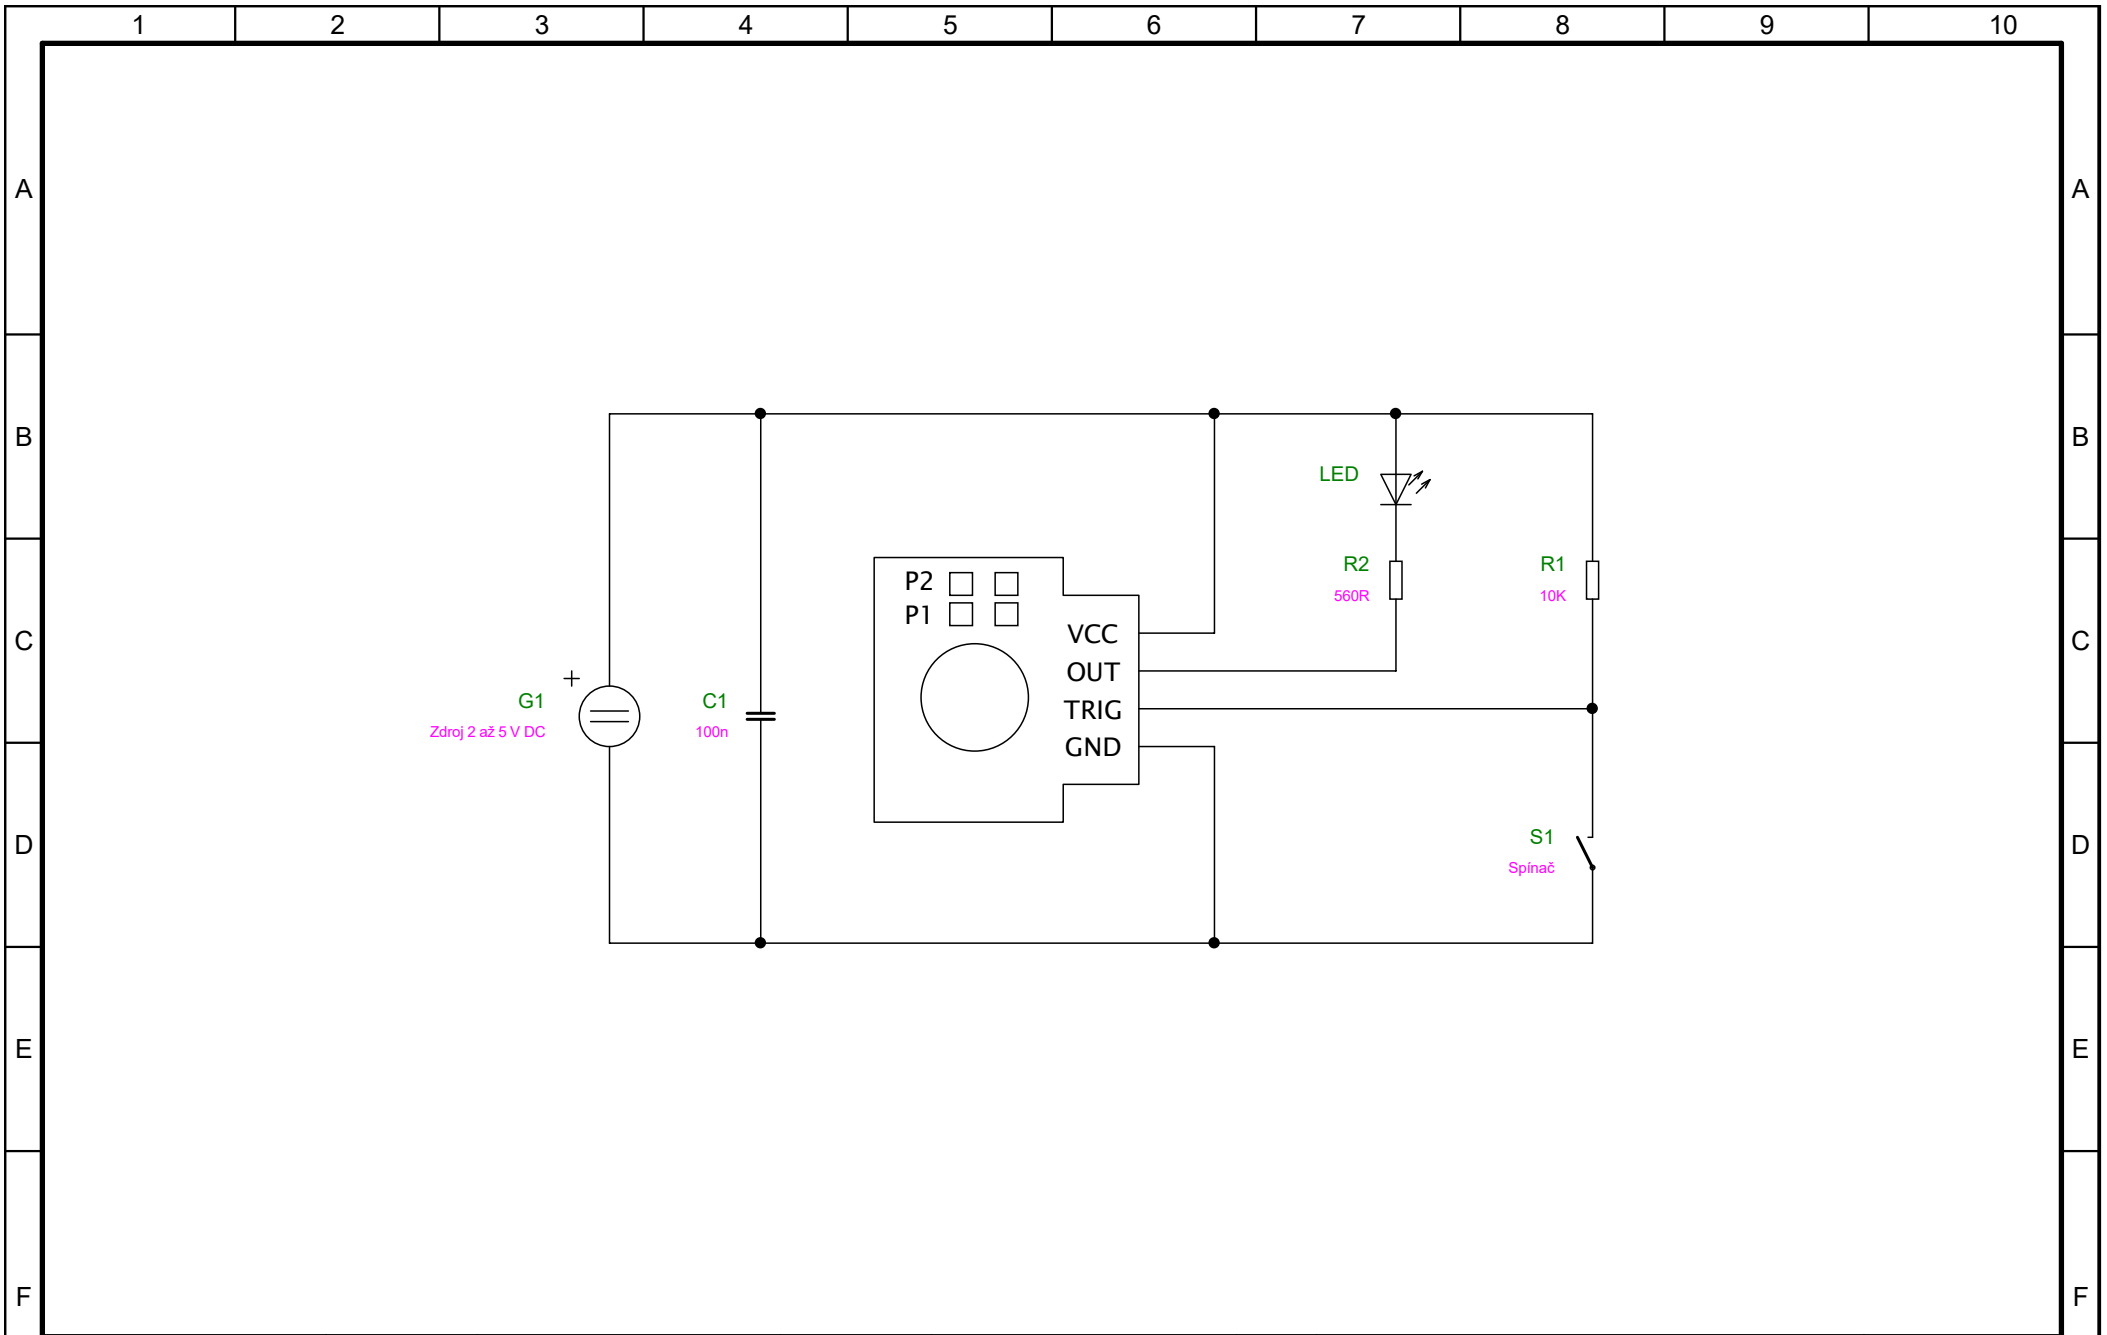 1 2 3 4 5 6 7 8 9 10
A A
B B
LED
R2 R1
560R 10K
P2
P1
C C
VCC
OUT
TRIG
GND
G1 C1
Zdroj 2 až 5 V DC 100n
D D
S1
Spínač
E E
F F